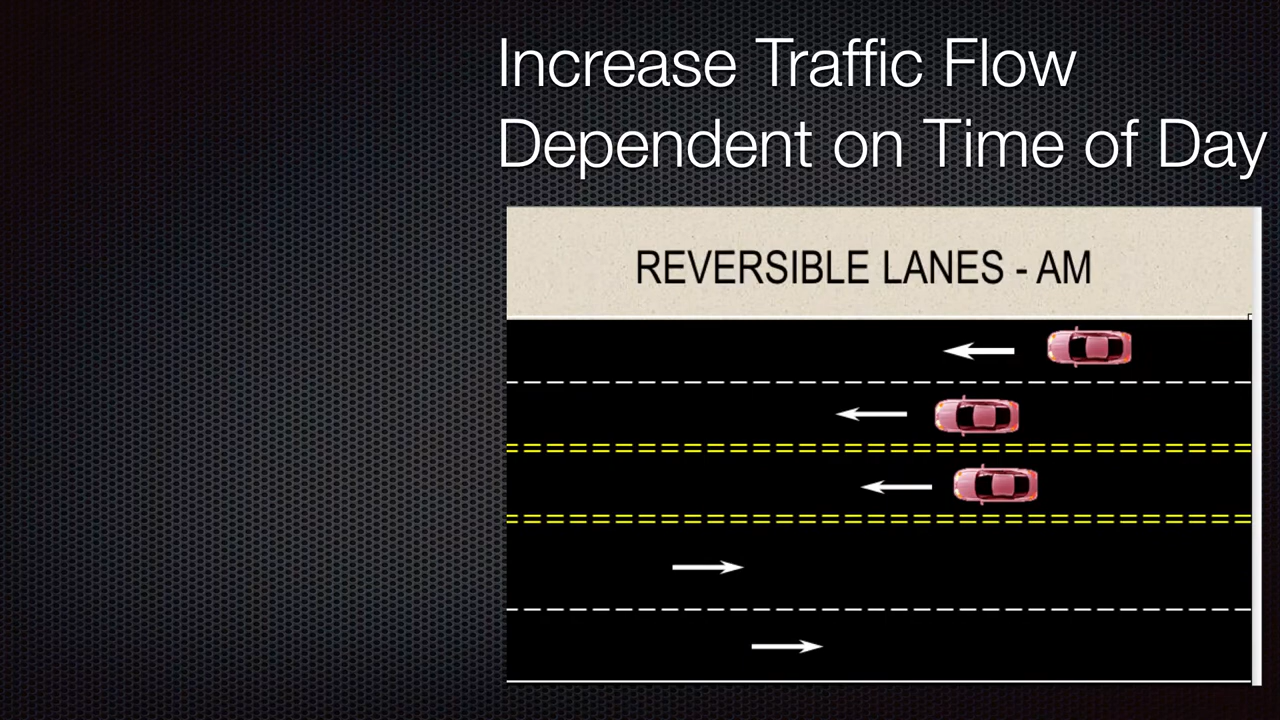 Increase Traffic Flow
Dependent on Time of Day
REVERSIBLE LANES - AM